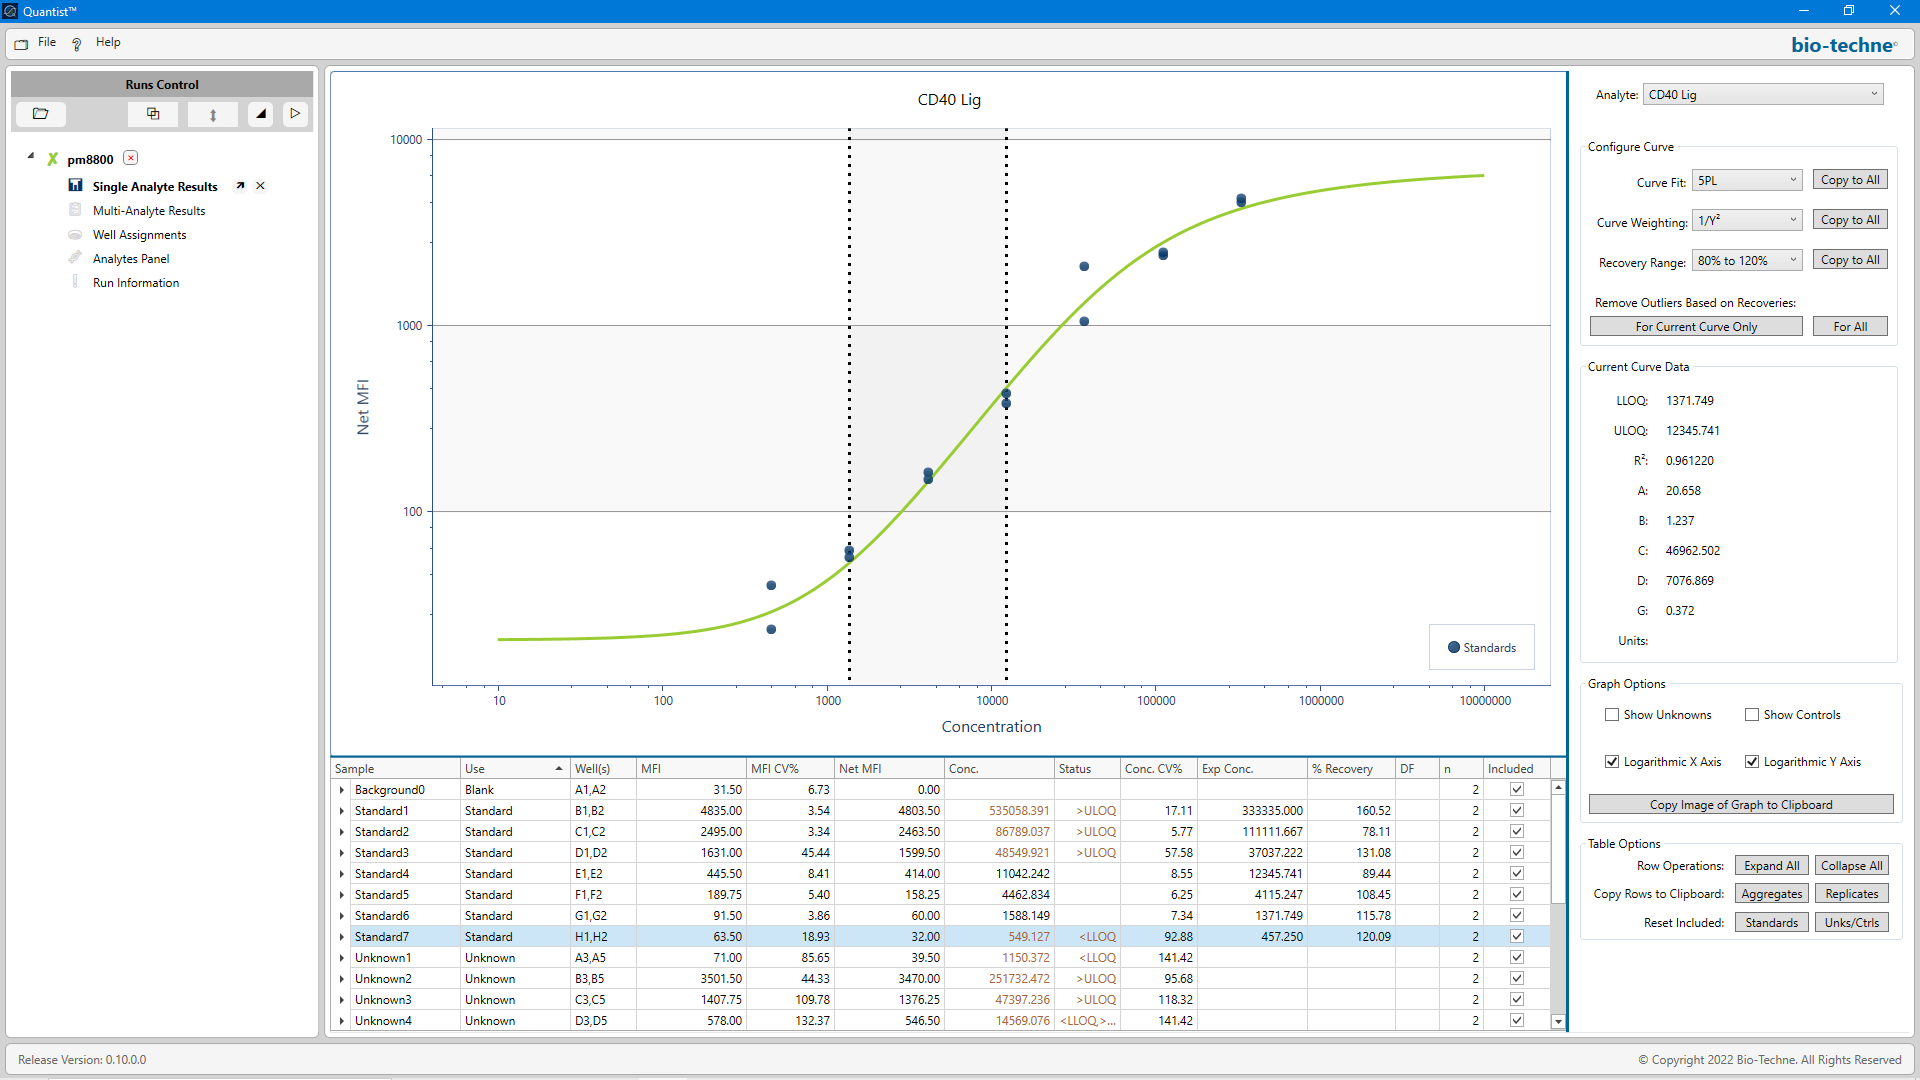 Quantist™
File ? Help
bio-techne
Runs Control
pm8800
Single Analyte Results
Multi-Analyte Results
Well Assignments
Analytes Panel
Run Information
CD40 Lig
10000
1000
100
Net MFI
10 100 1000 10000 100000 1000000 10000000
Concentration
Standards
Sample Use Well(s) MFI MFI CV% Net MFI Conc. Status Conc. CV% Exp Conc. % Recovery DF n Included
Background0 Blank A1,A2 31.50 6.73 0.00 2
Standard1 Standard B1,B2 4835.00 3.54 4803.50 535058.391 >ULOQ 17.11 333335.000 160.52 2
Standard2 Standard C1,C2 2495.00 3.34 2463.50 86789.037 >ULOQ 5.77 111111.667 78.11 2
Standard3 Standard D1,D2 1631.00 45.44 1599.50 48549.921 >ULOQ 57.58 37037.222 131.08 2
Standard4 Standard E1,E2 445.50 8.41 414.00 11042.242 8.55 12345.741 89.44 2
Standard5 Standard F1,F2 189.75 5.40 158.25 4462.834 6.25 4115.247 108.45 2
Standard6 Standard G1,G2 91.50 3.86 60.00 1588.149 7.34 1371.749 115.78 2
Standard7 Standard H1,H2 63.50 18.93 32.00 549.127 <LLOQ 92.88 457.250 120.09 2
Unknown1 Unknown A3,A5 71.00 85.65 39.50 1150.372 <LLOQ 141.42 2
Unknown2 Unknown B3,B5 3501.50 44.33 3470.00 251732.472 >ULOQ 95.68 2
Unknown3 Unknown C3,C5 1407.75 109.78 1376.25 47397.236 >ULOQ 118.32 2
Unknown4 Unknown D3,D5 578.00 132.37 546.50 14569.076 <LLOQ,>... 141.42 2
Analyte: CD40 Lig
Configure Curve
Curve Fit: 5PL Copy to All
Curve Weighting: 1/Y² Copy to All
Recovery Range: 80% to 120% Copy to All
Remove Outliers Based on Recoveries:
For Current Curve Only For All
Current Curve Data
LLOQ: 1371.749
ULOQ: 12345.741
R²: 0.961220
A: 20.658
B: 1.237
C: 46962.502
D: 7076.869
G: 0.372
Units:
Graph Options
Show Unknowns Show Controls
Logarithmic X Axis Logarithmic Y Axis
Copy Image of Graph to Clipboard
Table Options
Row Operations: Expand All Collapse All
Copy Rows to Clipboard: Aggregates Replicates
Reset Included: Standards Unks/Ctrls
Release Version: 0.10.0.0
© Copyright 2022 Bio-Techne. All Rights Reserved